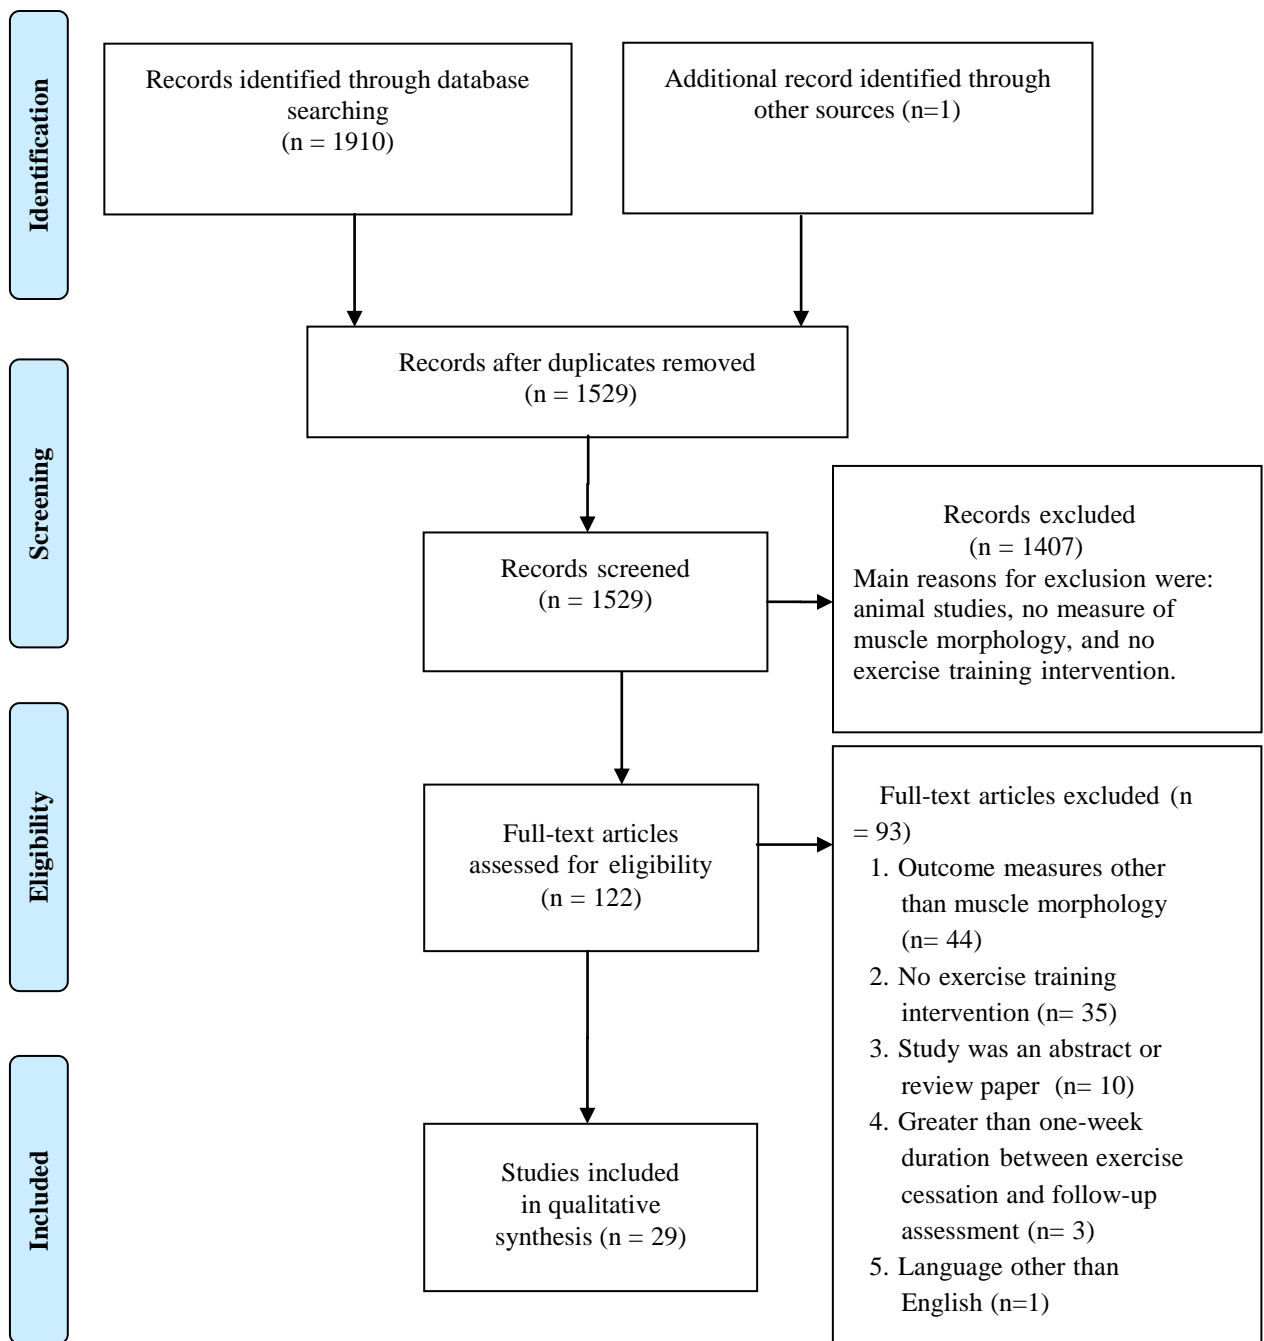 Identification
Records identified through database
searching
(n = 1910)
Additional record identified through
other sources (n=1)
Records after duplicates removed
(n = 1529)
Screening
Records screened
(n = 1529)
Records excluded
(n = 1407)
Main reasons for exclusion were:
animal studies, no measure of
muscle morphology, and no
exercise training intervention.
Eligibility
Full-text articles
assessed for eligibility
(n = 122)
Full-text articles excluded (n
= 93)
1. Outcome measures other
than muscle morphology
(n= 44)
2. No exercise training
intervention (n= 35)
3. Study was an abstract or
review paper (n= 10)
4. Greater than one-week
duration between exercise
cessation and follow-up
assessment (n= 3)
5. Language other than
English (n=1)
Included
Studies included
in qualitative
synthesis (n = 29)